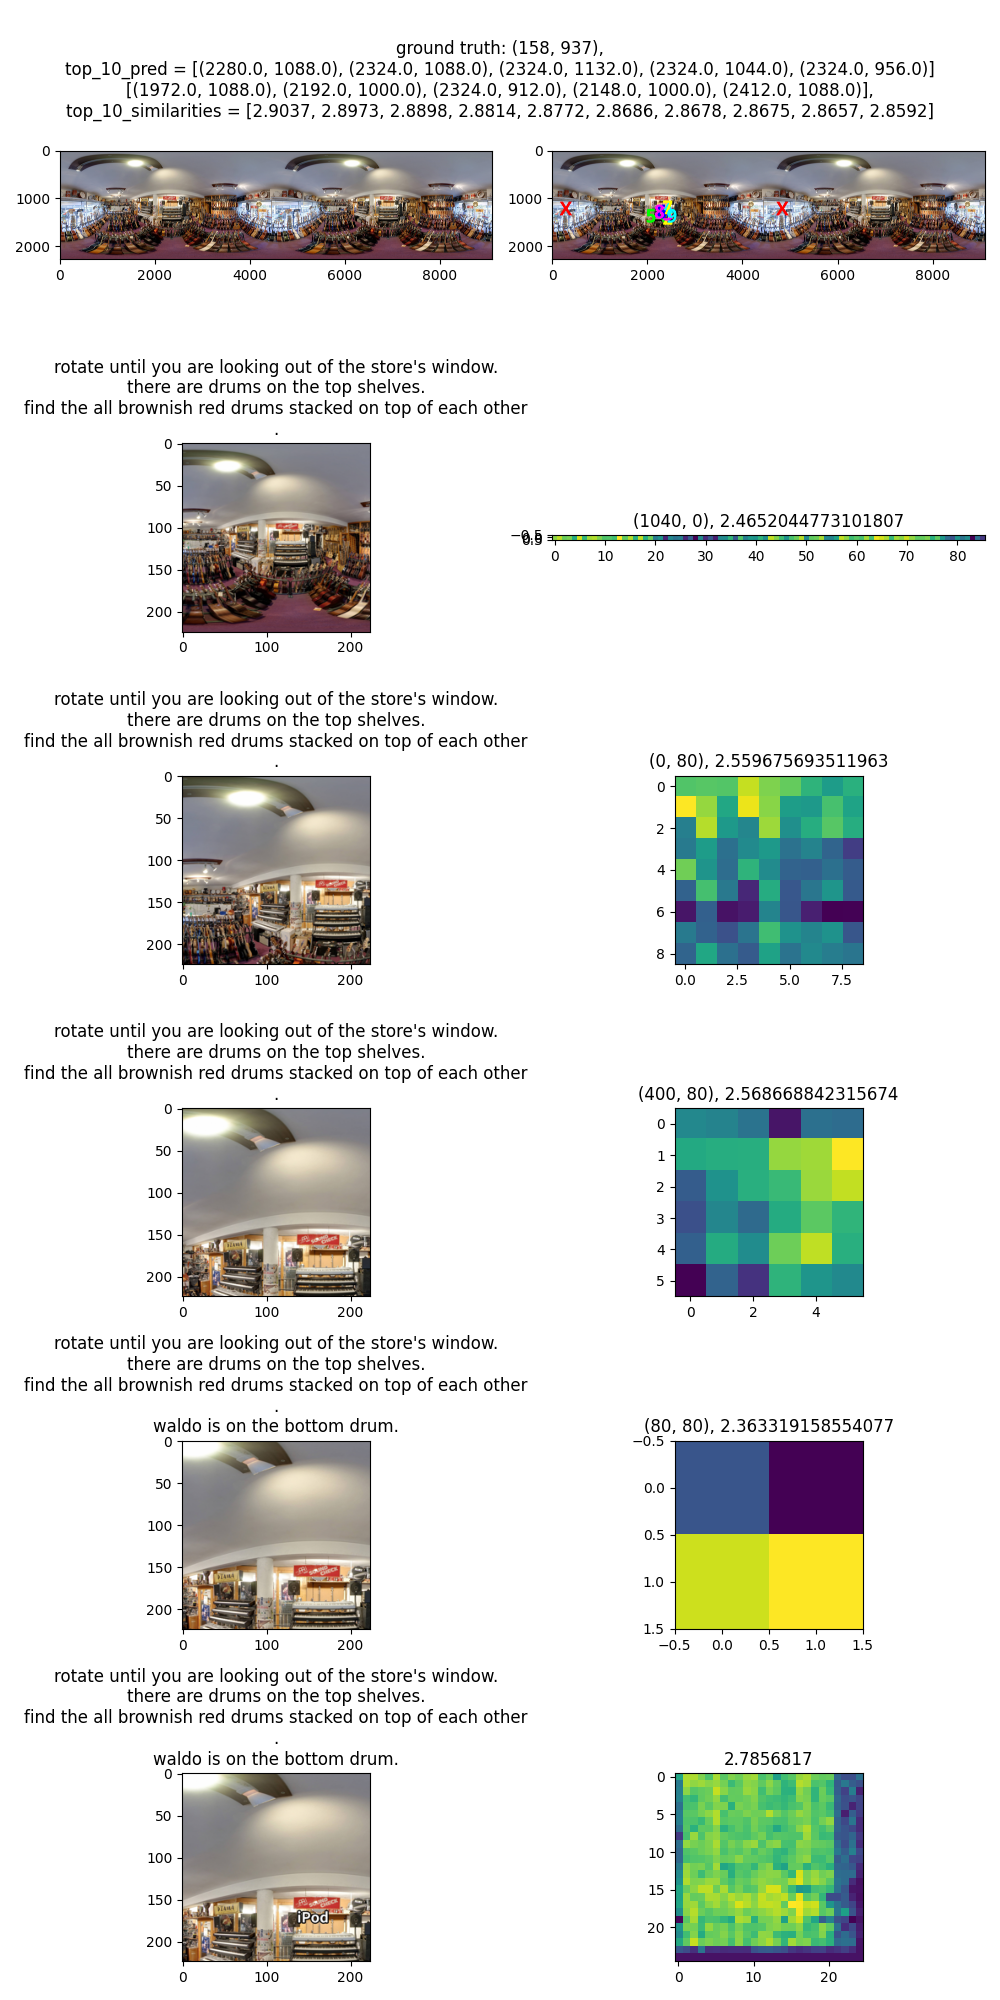 ground truth: (158, 937),
top_10_pred = [(2280.0, 1088.0), (2324.0, 1088.0), (2324.0, 1132.0), (2324.0, 1044.0), (2324.0, 956.0)]
[(1972.0, 1088.0), (2192.0, 1000.0), (2324.0, 912.0), (2148.0, 1000.0), (2412.0, 1088.0)],
top_10_similarities = [2.9037, 2.8973, 2.8898, 2.8814, 2.8772, 2.8686, 2.8678, 2.8675, 2.8657, 2.8592]
0
1000
2000
0 2000 4000 6000 8000
0
1000
2000
X
X
0 2000 4000 6000 8000
rotate until you are looking out of the store's window.
there are drums on the top shelves.
find the all brownish red drums stacked on top of each other
.
0
50
100
150
200
0 100 200
(1040, 0), 2.4652044773101807
0 10 20 30 40 50 60 70 80
rotate until you are looking out of the store's window.
there are drums on the top shelves.
find the all brownish red drums stacked on top of each other
.
0
50
100
150
200
0 100 200
(0, 80), 2.559675693511963
0
2
4
6
8
0.0 2.5 5.0 7.5
rotate until you are looking out of the store's window.
there are drums on the top shelves.
find the all brownish red drums stacked on top of each other
.
0
50
100
150
200
0 100 200
(400, 80), 2.568668842315674
0
1
2
3
4
5
0 2 4
rotate until you are looking out of the store's window.
there are drums on the top shelves.
find the all brownish red drums stacked on top of each other
.
waldo is on the bottom drum.
0
50
100
150
200
0 100 200
(80, 80), 2.363319158554077
−0.5
0.0
0.5
1.0
1.5
−0.5 0.0 0.5 1.0 1.5
rotate until you are looking out of the store's window.
there are drums on the top shelves.
find the all brownish red drums stacked on top of each other
.
waldo is on the bottom drum.
0
50
100
150
200
iPod
0 100 200
2.7856817
0
5
10
15
20
0 10 20